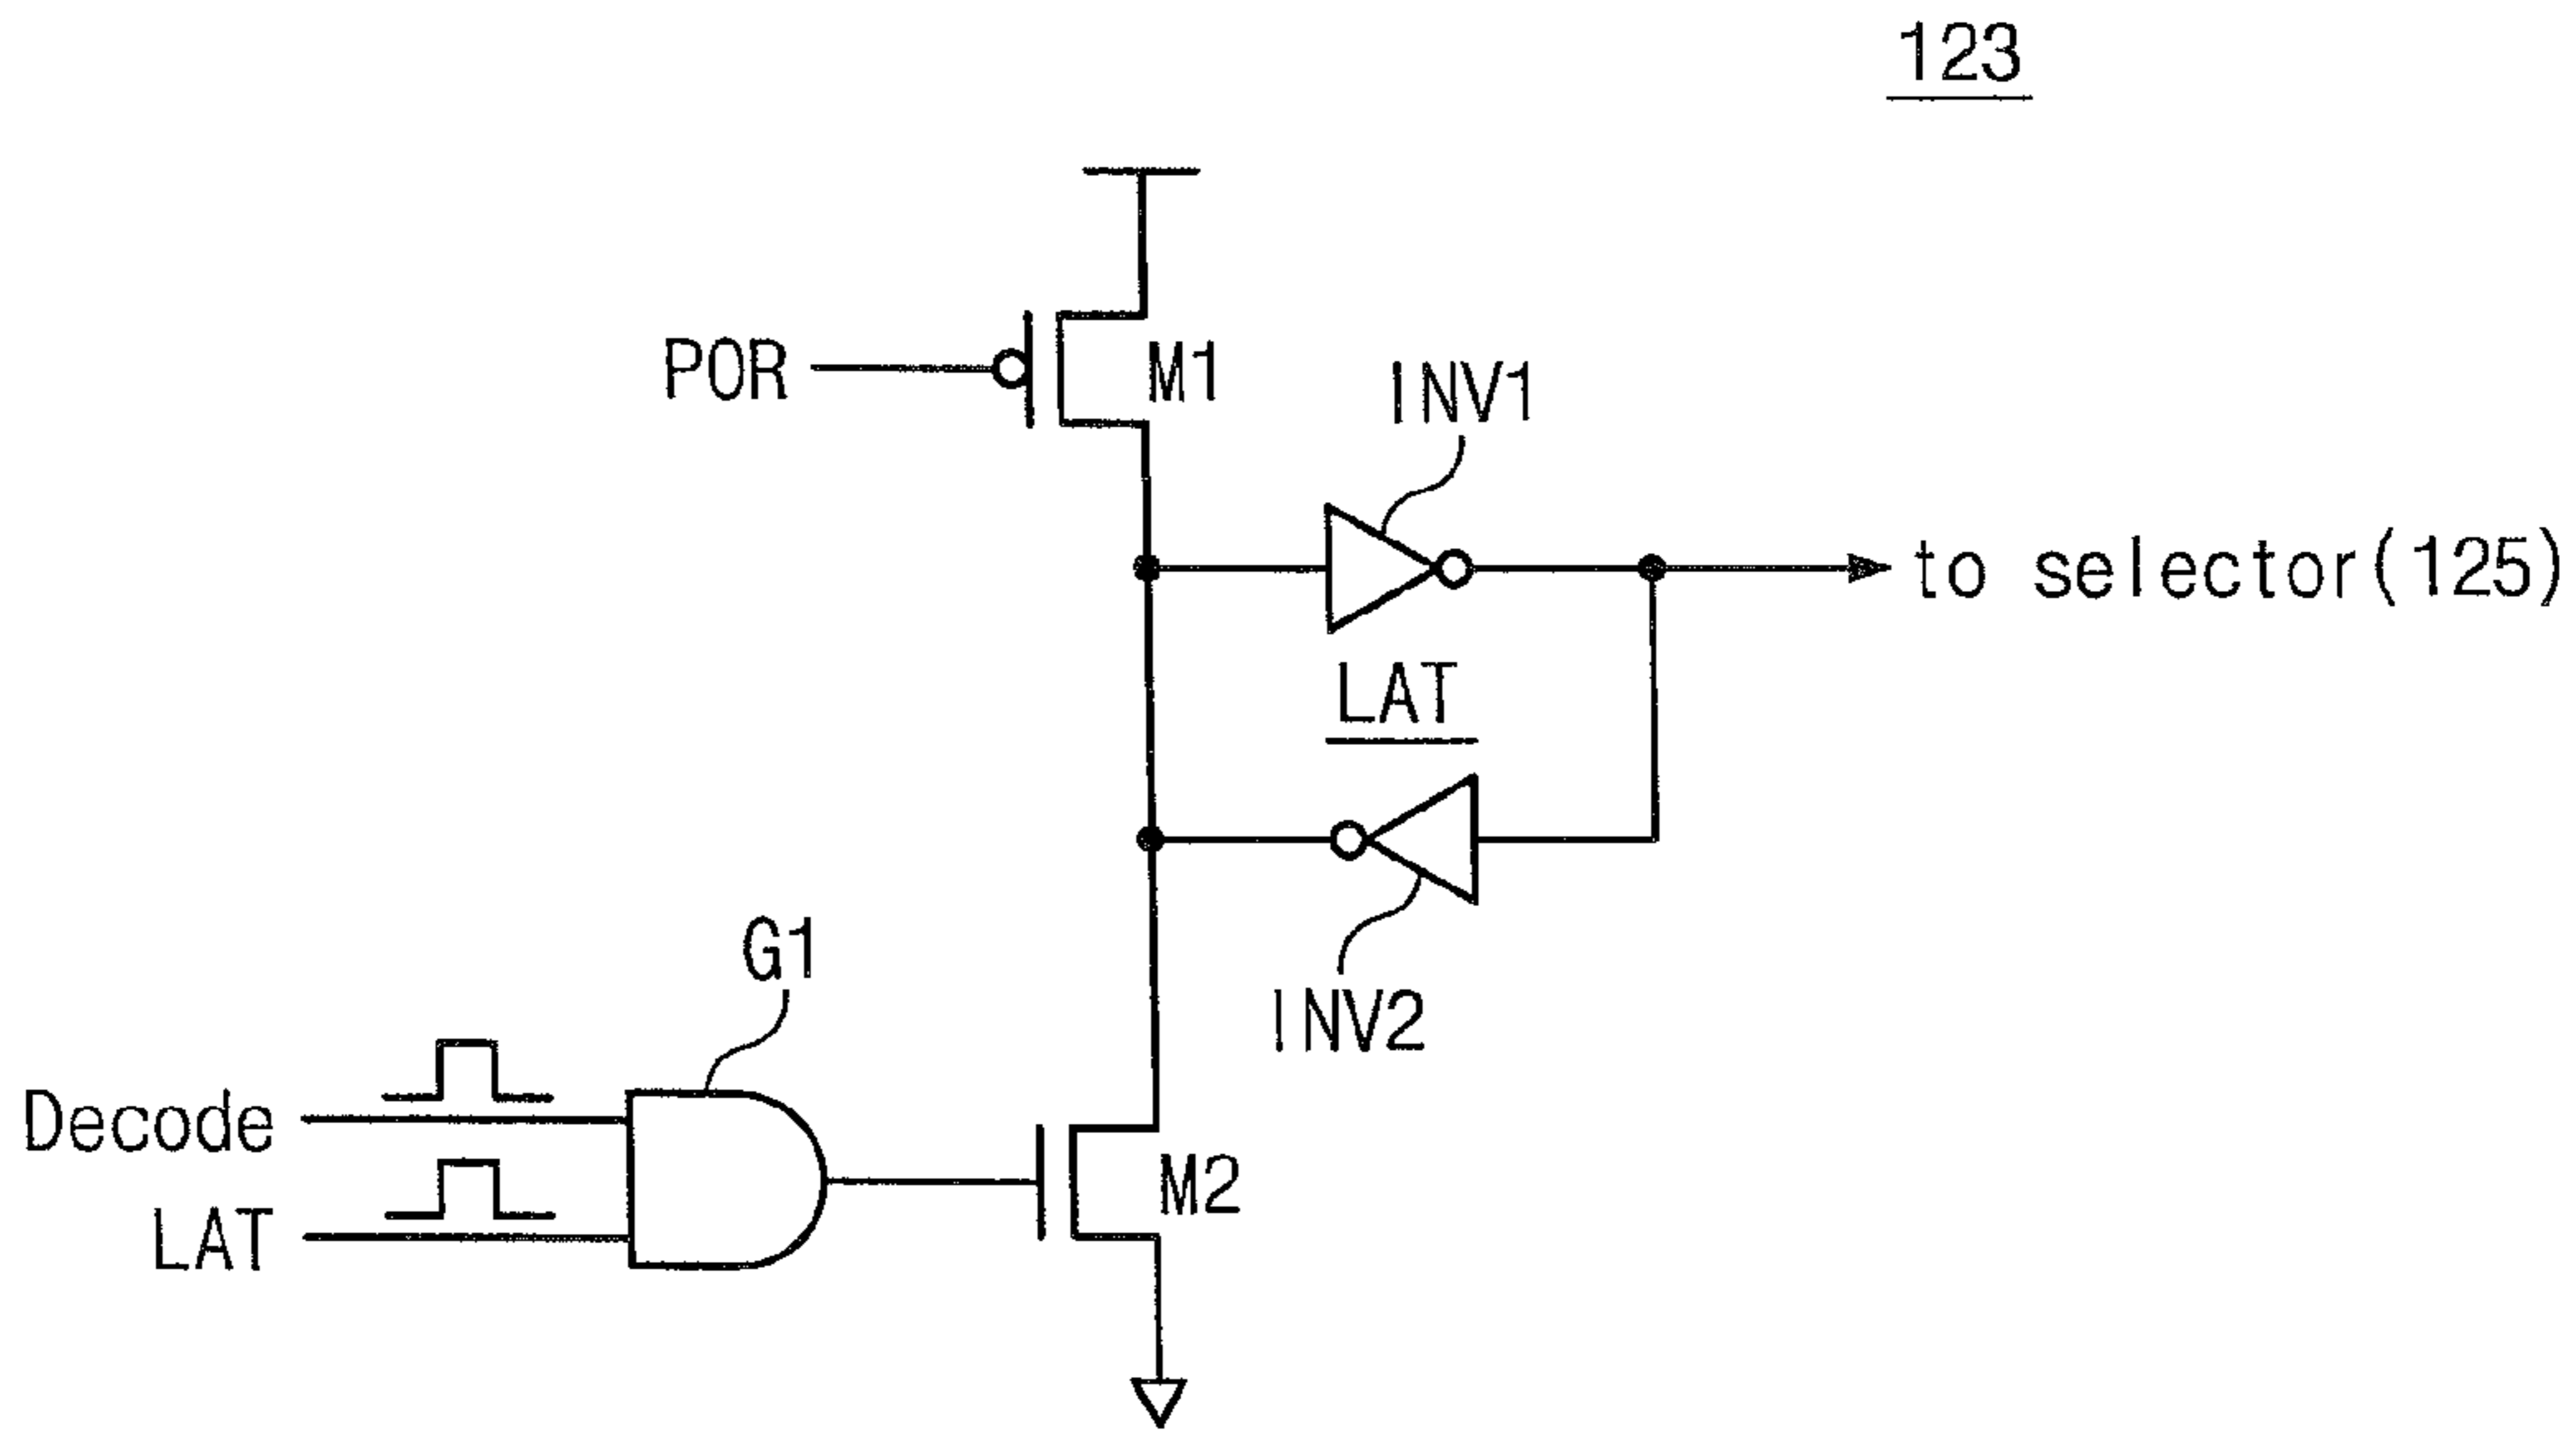 123
POR
M1
INV1
to selector(125)
LAT
G1
INV2
Decode
M2
LAT